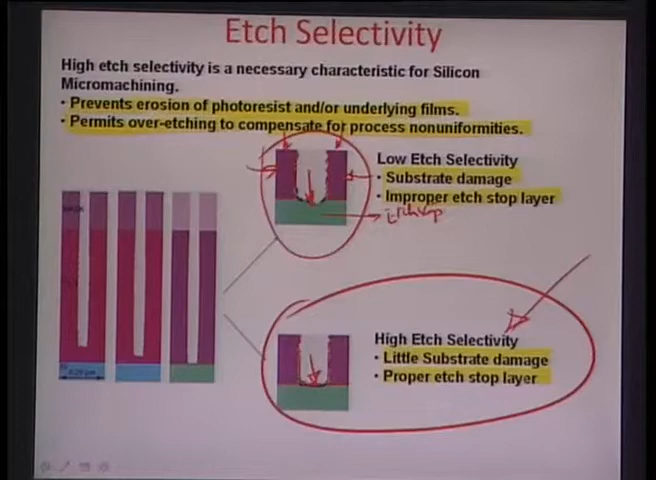 Etch Selectivity
High etch selectivity is a necessary characteristic for Silicon
Micromachining.
• Prevents erosion of photoresist and/or underlying films.
• Permits over-etching to compensate for process nonuniformities.
Low Etch Selectivity
• Substrate damage
• Improper etch stop layer
Etch stop
High Etch Selectivity
• Little Substrate damage
• Proper etch stop layer